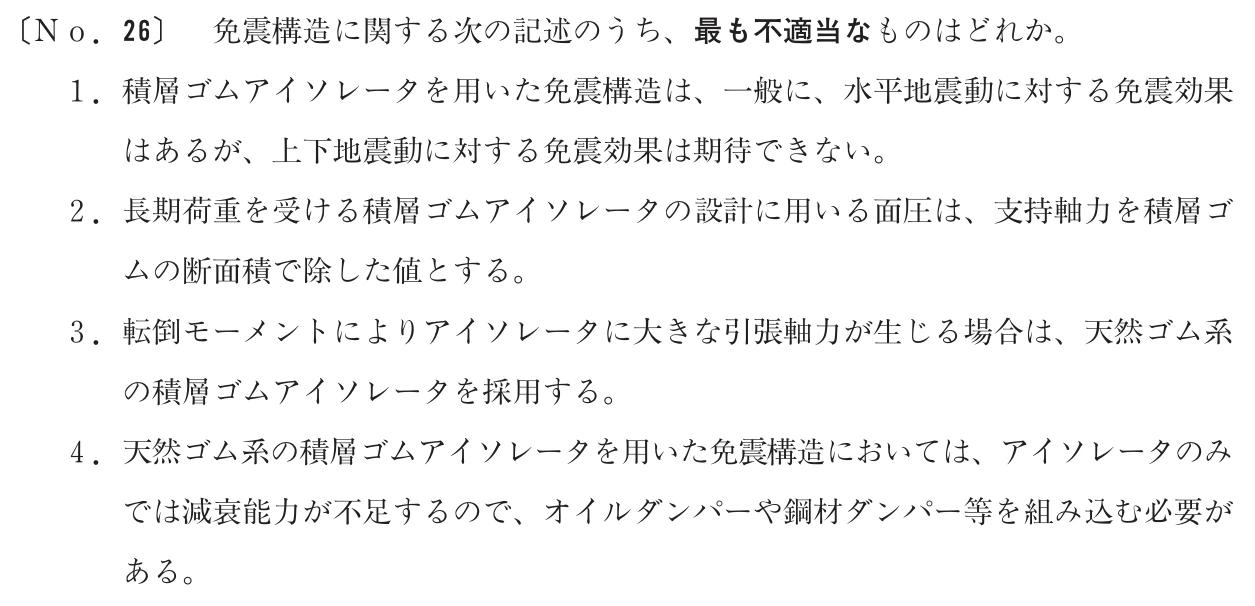 〔No．26〕　免震構造に関する次の記述のうち、最も不適当なものはどれか。
1．積層ゴムアイソレータを用いた免震構造は、一般に、水平地震動に対する免震効果
はあるが、上下地震動に対する免震効果は期待できない。
2．長期荷重を受ける積層ゴムアイソレータの設計に用いる面圧は、支持軸力を積層ゴ
ムの断面積で除した値とする。
3．転倒モーメントによりアイソレータに大きな引張軸力が生じる場合は、天然ゴム系
の積層ゴムアイソレータを採用する。
4．天然ゴム系の積層ゴムアイソレータを用いた免震構造においては、アイソレータのみ
では減衰能力が不足するので、オイルダンパーや鋼材ダンパー等を組み込む必要が
ある。